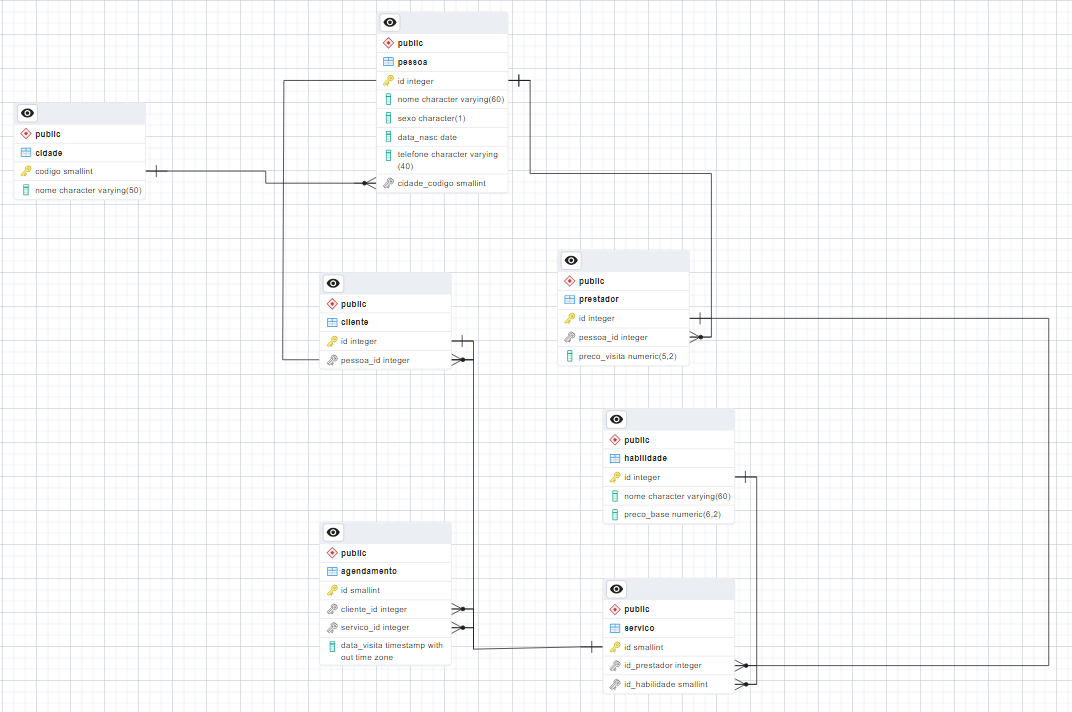 public
pessoa
id integer
nome character varying(60)
sexo character(1)
data_nasc date
telefone character varying
(40)
cidade_codigo smallint
public
cidade
codigo smallint
nome character varying(50)
public
prestador
id integer
pessoa_id integer
preco_visita numeric(5,2)
public
cliente
id integer
pessoa_id integer
public
habilidade
id integer
nome character varying(60)
preco_base numeric(6,2)
public
agendamento
id smallint
cliente_id integer
servico_id integer
data_visita timestamp with
out time zone
public
servico
id smallint
id_prestador integer
id_habilidade smallint